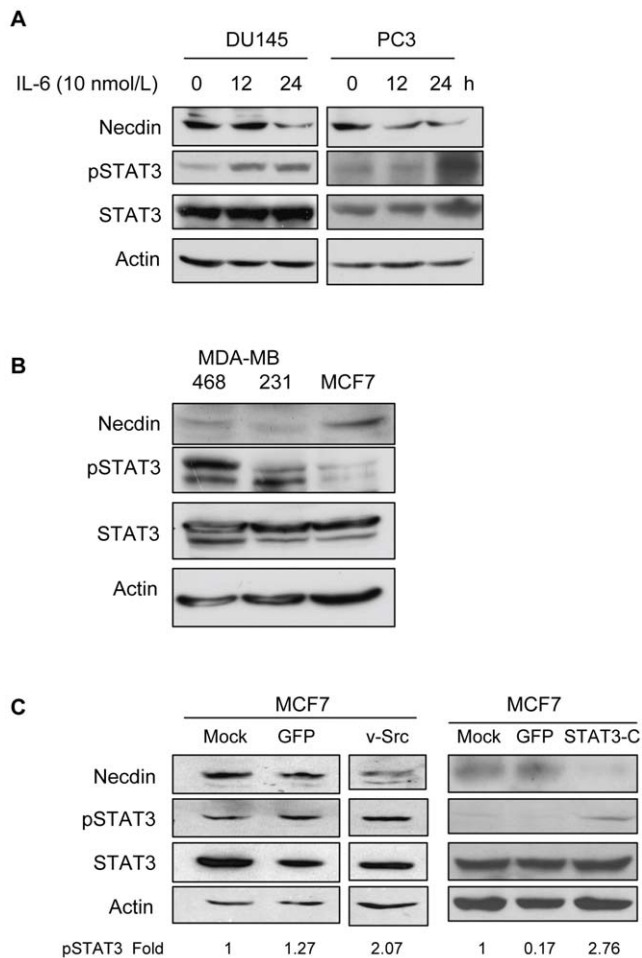 A
DU145 PC3
IL-6 (10 nmol/L) 0 12 24 0 12 24 h
Necdin
pSTAT3
STAT3
Actin
B
MDA-MB
468 231 MCF7
Necdin
pSTAT3
STAT3
Actin
C
MCF7 MCF7
Mock GFP v-Src Mock GFP STAT3-C
Necdin
pSTAT3
STAT3
Actin
pSTAT3 Fold 1 1.27 2.07 1 0.17 2.76